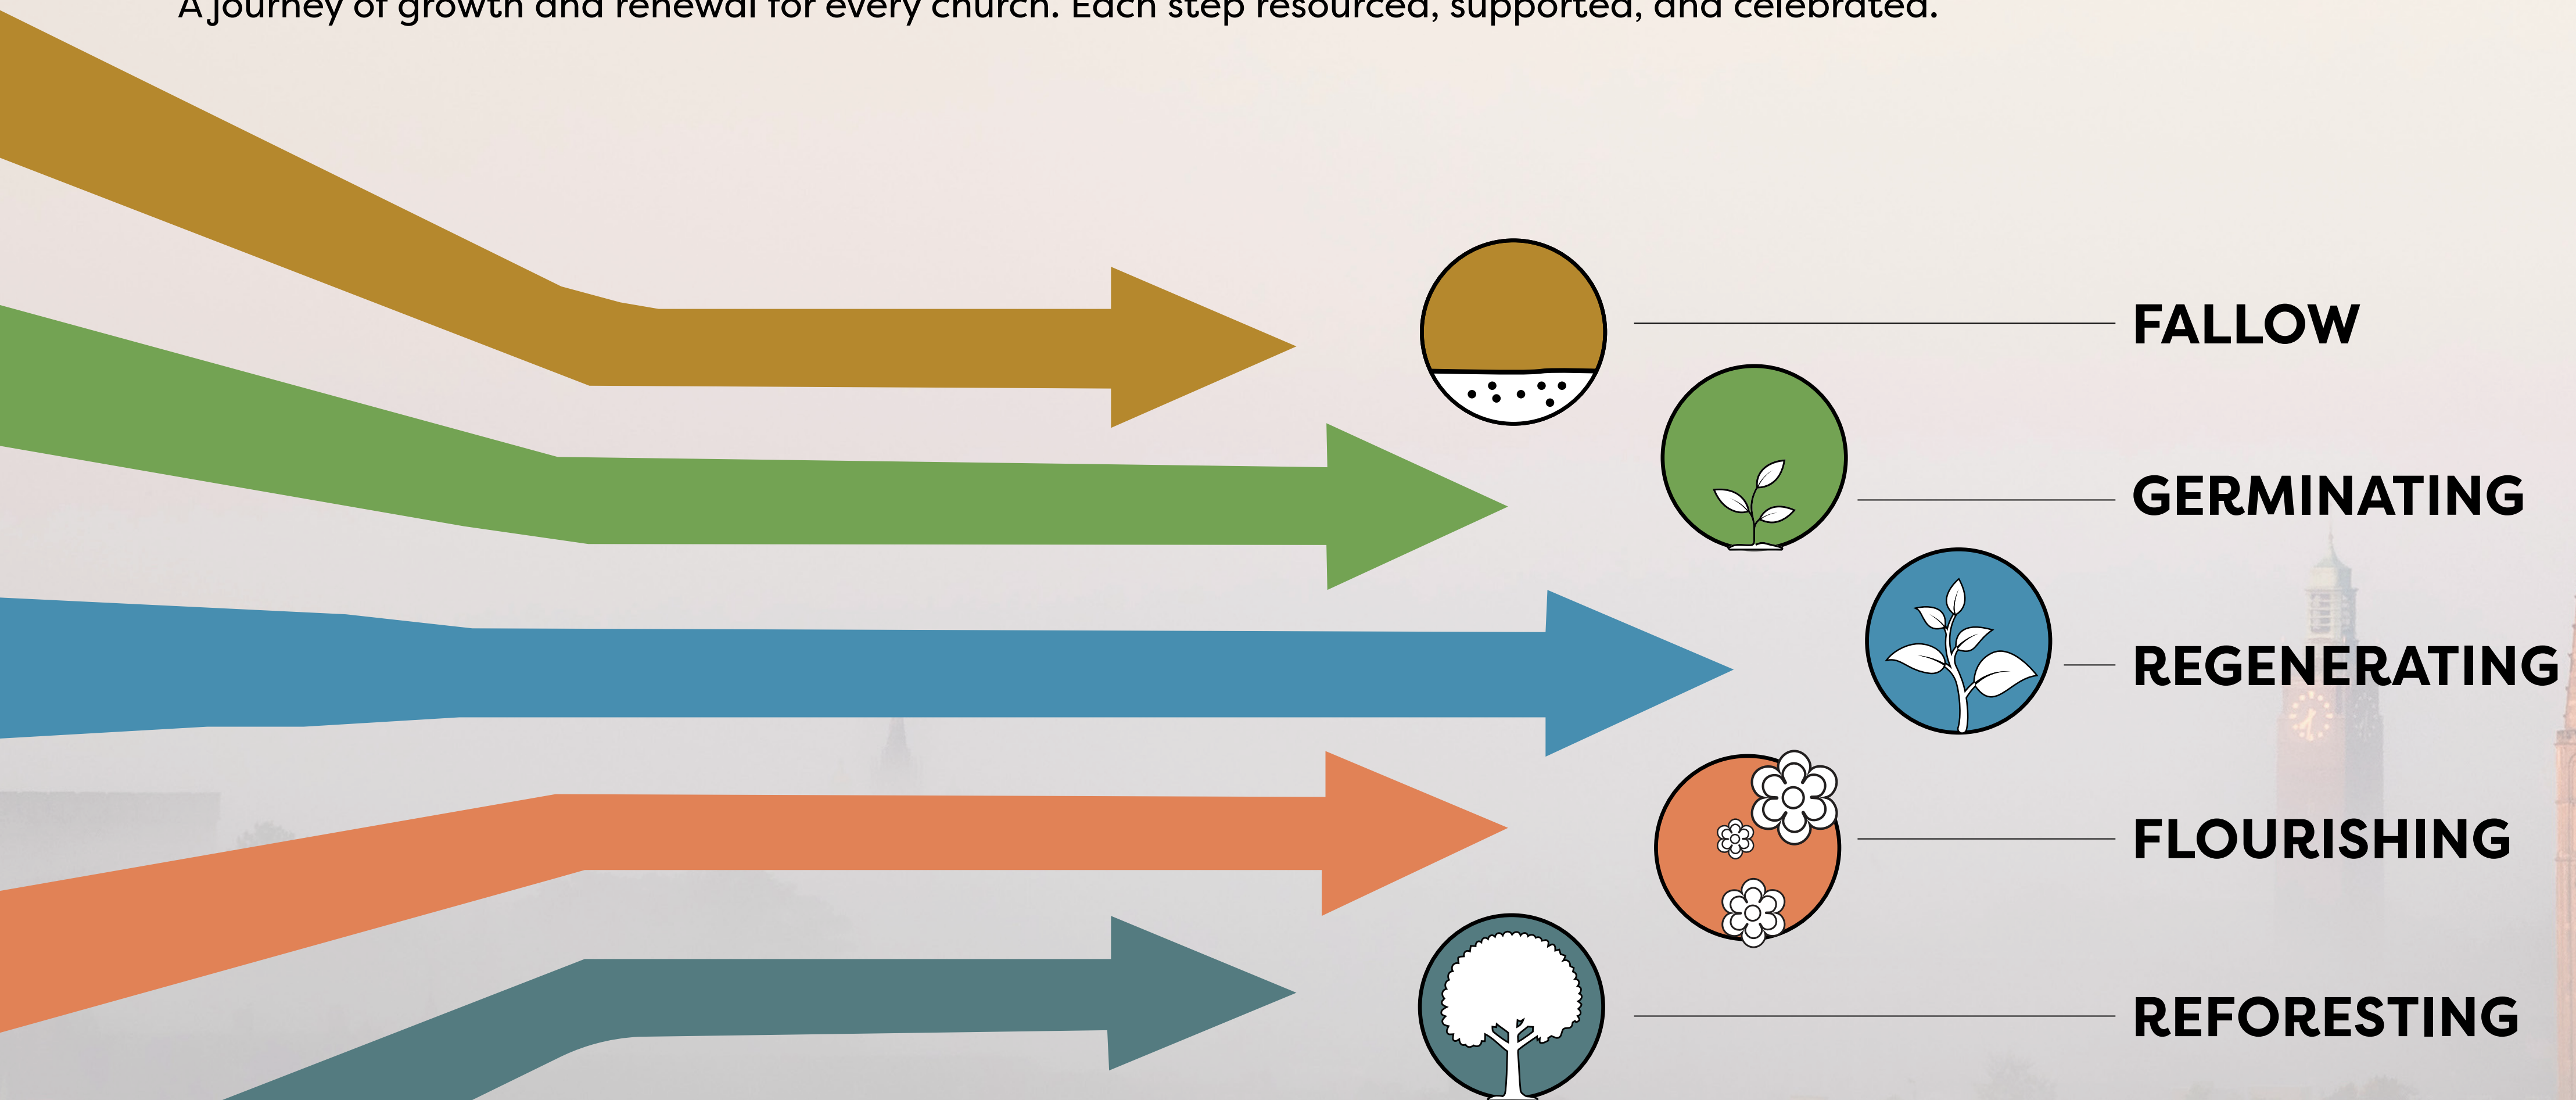 A journey of growth and renewal for every church. Each step resourced, supported, and celebrated.
FALLOW
GERMINATING
REGENERATING
FLOURISHING
REFORESTING